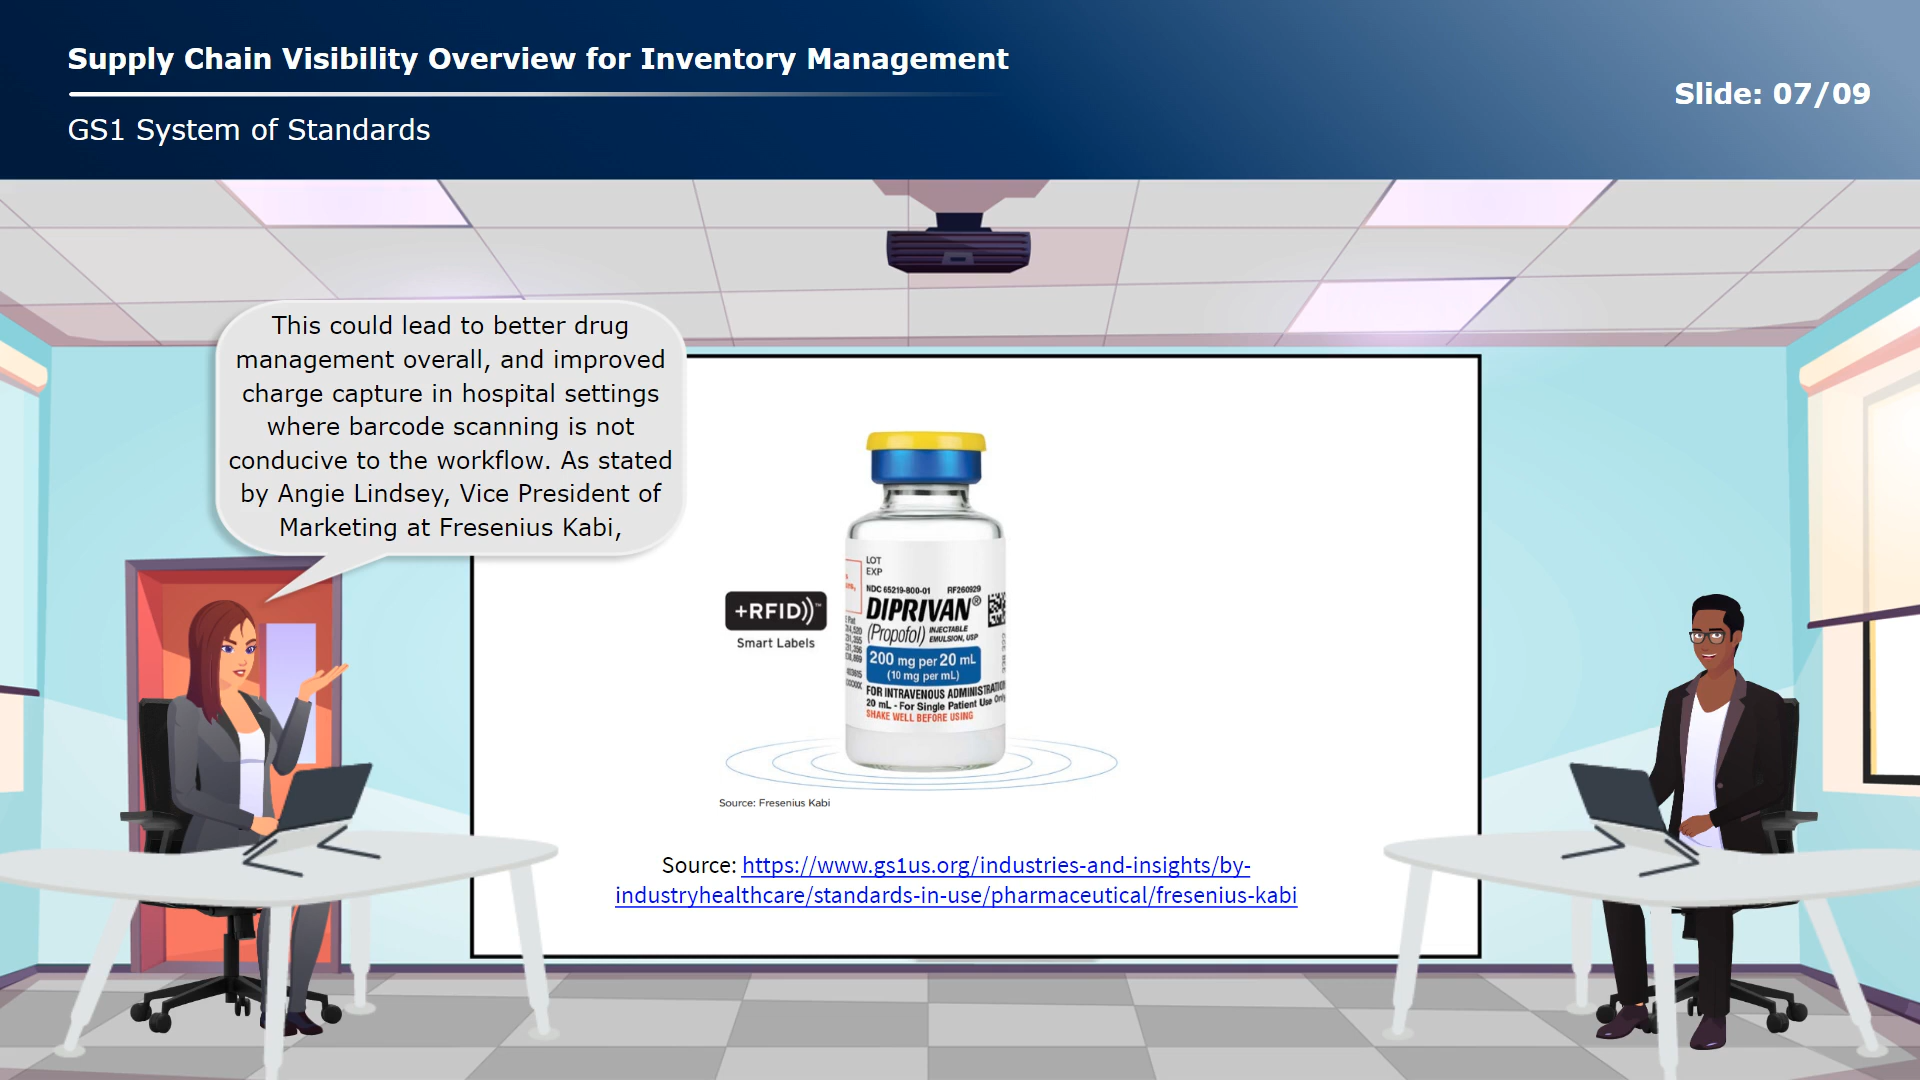 Supply Chain Visibility Overview for Inventory Management
GS1 System of Standards
Slide: 07/09
This could lead to better drug
management overall, and improved
charge capture in hospital settings
where barcode scanning is not
conducive to the workflow. As stated
by Angie Lindsey, Vice President of
Marketing at Fresenius Kabi,
+RFID))™
Smart Labels
LOT
EXP
NDC 65219-800-01 RF260929
DIPRIVAN®
(Propofol) INJECTABLE
EMULSION, USP
200 mg per 20 mL
(10 mg per mL)
FOR INTRAVENOUS ADMINISTRATION
20 mL - For Single Patient Use Only
SHAKE WELL BEFORE USING
Source: Fresenius Kabi
Source: https://www.gs1us.org/industries-and-insights/by-
industryhealthcare/standards-in-use/pharmaceutical/fresenius-kabi